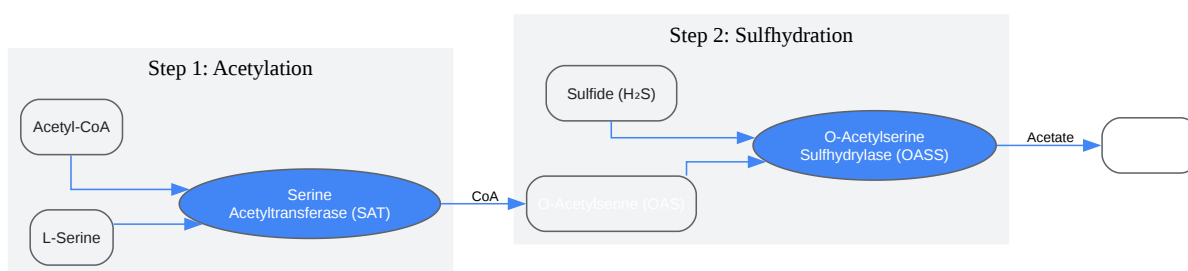 Step 1: Acetylation
Acetyl-CoA
L-Serine
Serine
Acetyltransferase (SAT)
CoA
Step 2: Sulfhydration
Sulfide (H₂S)
O-Acetylserine (OAS)
O-Acetylserine
Sulfhydrylase (OASS)
Acetate